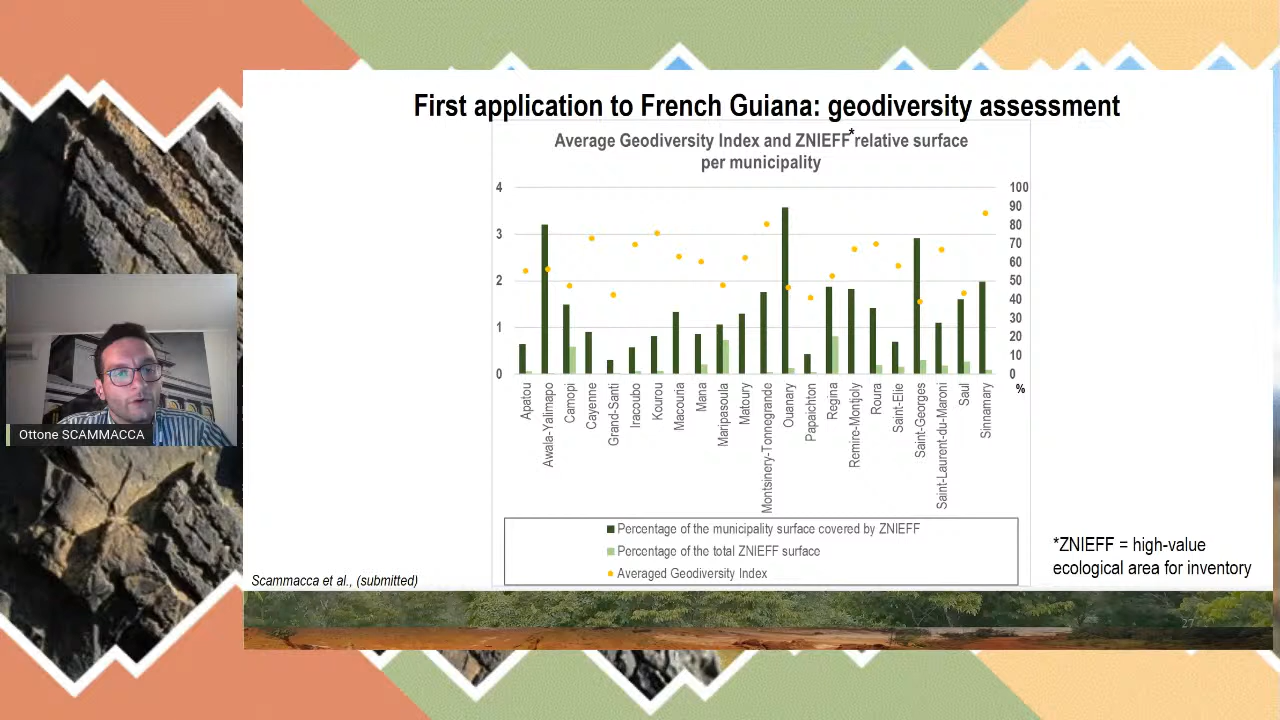 First application to French Guiana: geodiversity assessment
Average Geodiversity Index and ZNIEFF*relative surface
per municipality
4
3
2
1
0
100
90
80
70
60
50
40
30
20
10
0
%
Apatou
Awala-Yalimapo
Camopi
Cayenne
Grand-Santi
Iracoubo
Kourou
Macouria
Mana
Maripasoula
Matoury
Montsinery-Tonnegrande
Ouanary
Papaichton
Regina
Remire-Montjoly
Roura
Saint-Elie
Saint-Georges
Saint-Laurent-du-Maroni
Saul
Sinnamary
Percentage of the municipality surface covered by ZNIEFF
Percentage of the total ZNIEFF surface
Averaged Geodiversity Index
*ZNIEFF = high-value
ecological area for inventory
Scammacca et al., (submitted)
27
Ottone SCAMMACCA